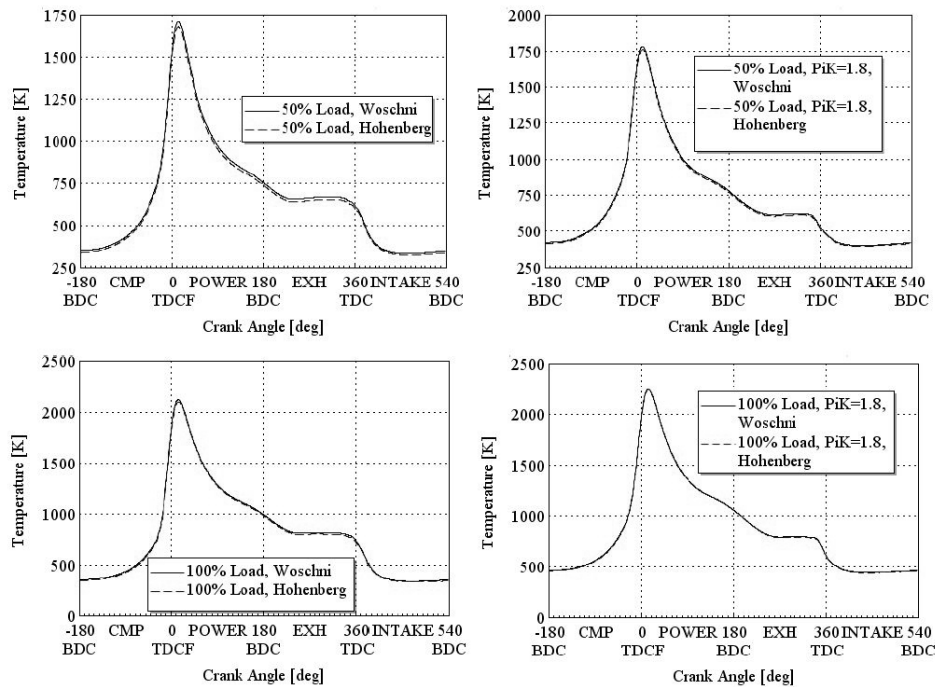 1750
1500
1250
1000
750
500
250
Temperature [K]
50% Load, Woschni
50% Load, Hohenberg
-180 CMP 0 POWER 180 EXH 360 INTAKE 540
BDC TDCF BDC TDC BDC
Crank Angle [deg]
2000
1750
1500
1250
1000
750
500
250
Temperature [K]
50% Load, PiK=1.8,
Woschni
50% Load, PiK=1.8,
Hohenberg
-180 CMP 0 POWER 180 EXH 360 INTAKE 540
BDC TDCF BDC TDC BDC
Crank Angle [deg]
2500
2000
1500
1000
500
0
Temperature [K]
100% Load, Woschni
100% Load, Hohenberg
-180 CMP 0 POWER 180 EXH 360 INTAKE 540
BDC TDCF BDC TDC BDC
Crank Angle [deg]
2500
2000
1500
1000
500
0
Temperature [K]
100% Load, PiK=1.8,
Woschni
100% Load, PiK=1.8,
Hohenberg
-180 CMP 0 POWER 180 EXH 360 INTAKE 540
BDC TDCF BDC TDC BDC
Crank Angle [deg]